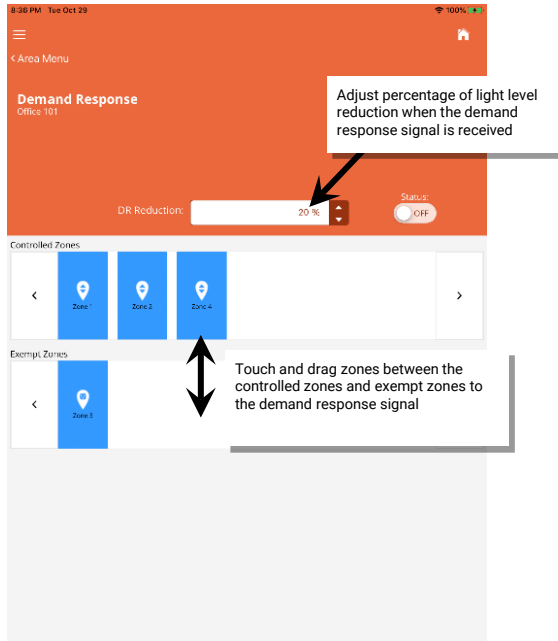 8:36 PM Tue Oct 29
100%
< Area Menu
Demand Response
Office 101
Adjust percentage of light level
reduction when the demand
response signal is received
DR Reduction:
20 %
Status:
OFF
Controlled Zones
Zone 1
Zone 2
Zone 4
Exempt Zones
Zone 3
Touch and drag zones between the
controlled zones and exempt zones to
the demand response signal